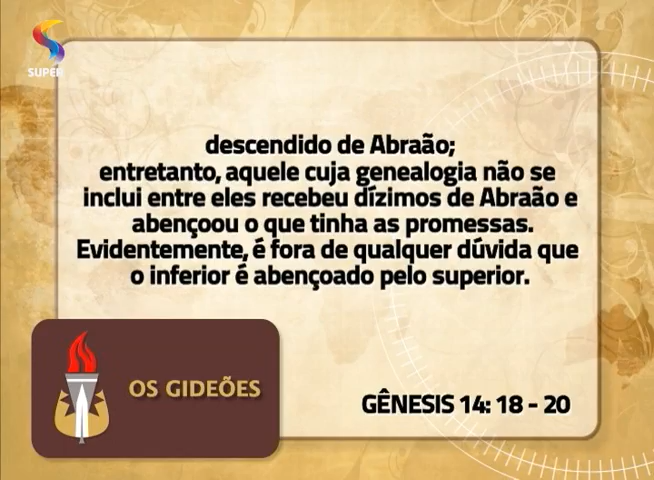 SUPER
descendido de Abraão;
entretanto, aquele cuja genealogia não se
inclui entre eles recebeu dízimos de Abraão e
abençoou o que tinha as promessas.
Evidentemente, é fora de qualquer dúvida que
o inferior é abençoado pelo superior.
OS GIDEÕES
GÊNESIS 14: 18 - 20